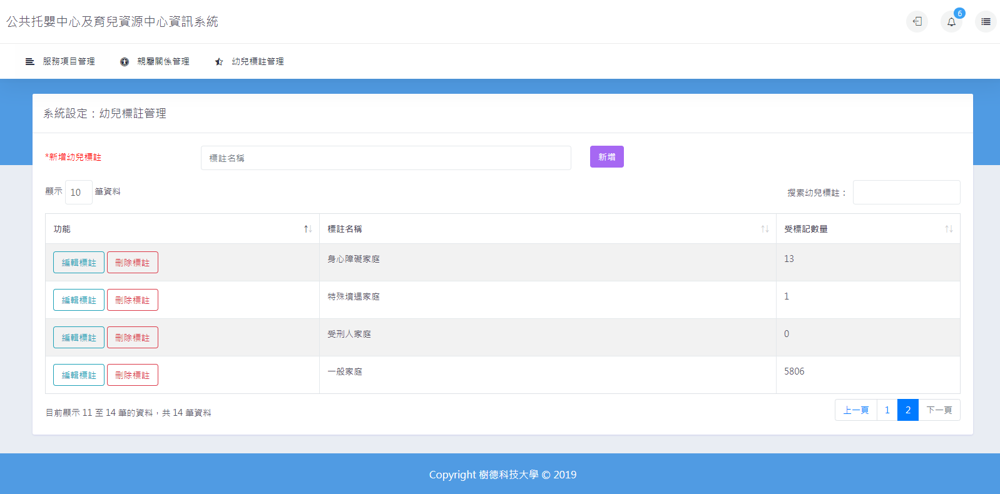 公共托嬰中心及育兒資源中心資訊系統
6
服務項目管理 親屬關係管理 幼兒標註管理
系統設定：幼兒標註管理
*新增幼兒標註 標註名稱 新增
顯示 10 筆資料 搜索幼兒標註：
功能 標註名稱 受標記數量
編輯標註 刪除標註 身心障礙家庭 13
編輯標註 刪除標註 特殊境遇家庭 1
編輯標註 刪除標註 受刑人家庭 0
編輯標註 刪除標註 一般家庭 5806
目前顯示 11 至 14 筆的資料，共 14 筆資料 上一頁 1 2 下一頁
Copyright 樹德科技大學 © 2019